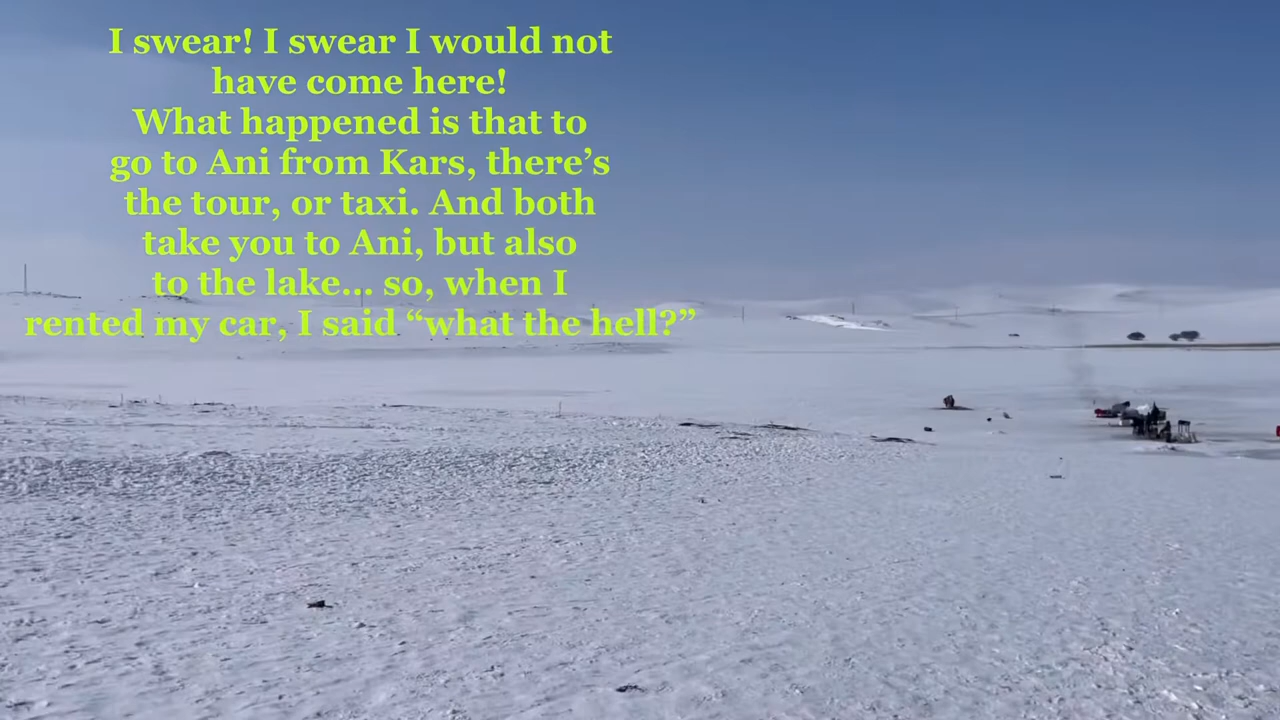 I swear! I swear I would not
have come here!
What happened is that to
go to Ani from Kars, there’s
the tour, or taxi. And both
take you to Ani, but also
to the lake... so, when I
rented my car, I said “what the hell?”